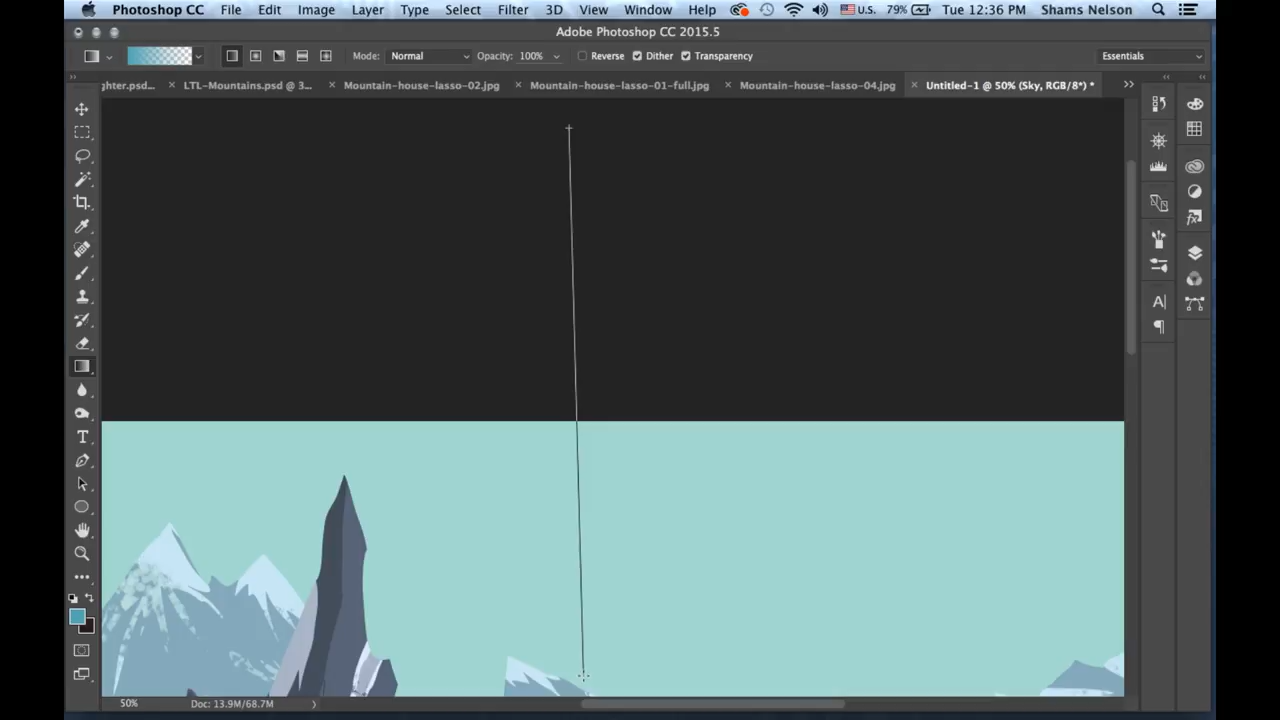 Photoshop CC File Edit Image Layer Type Select Filter 3D View Window Help U.S. 79% Tue 12:36 PM Shams Nelson
Adobe Photoshop CC 2015.5
Mode: Normal Opacity: 100% Reverse Dither Transparency Essentials
ghter.psd... × LTL-Mountains.psd @ 3... × Mountain-house-lasso-02.jpg × Mountain-house-lasso-01-full.jpg × Mountain-house-lasso-04.jpg × Untitled-1 @ 50% (Sky, RGB/8*) *
50% Doc: 13.9M/68.7M